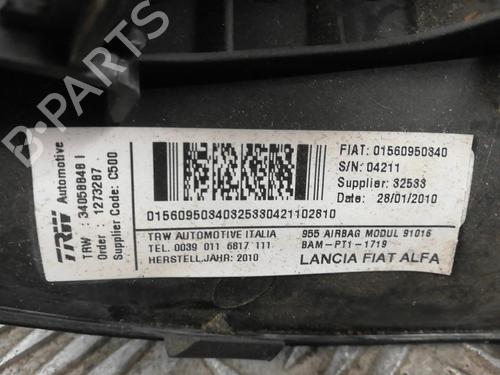 TRW Automotive
TRW : 34058848 I
Order : 1273287
Supplier Code: C500
015609503403253304211 02810
TRW AUTOMOTIVE ITALIA
TEL. 0039 011 6817 111
HERSTELL.JAHR: 2010
FIAT: 01560950340
S/N: 04211
Supplier: 32533
Date: 28/01/2010
955 AIRBAG MODUL 91016
BAM-PT1-1719
LANCIA FIAT ALFA
B-PARTS